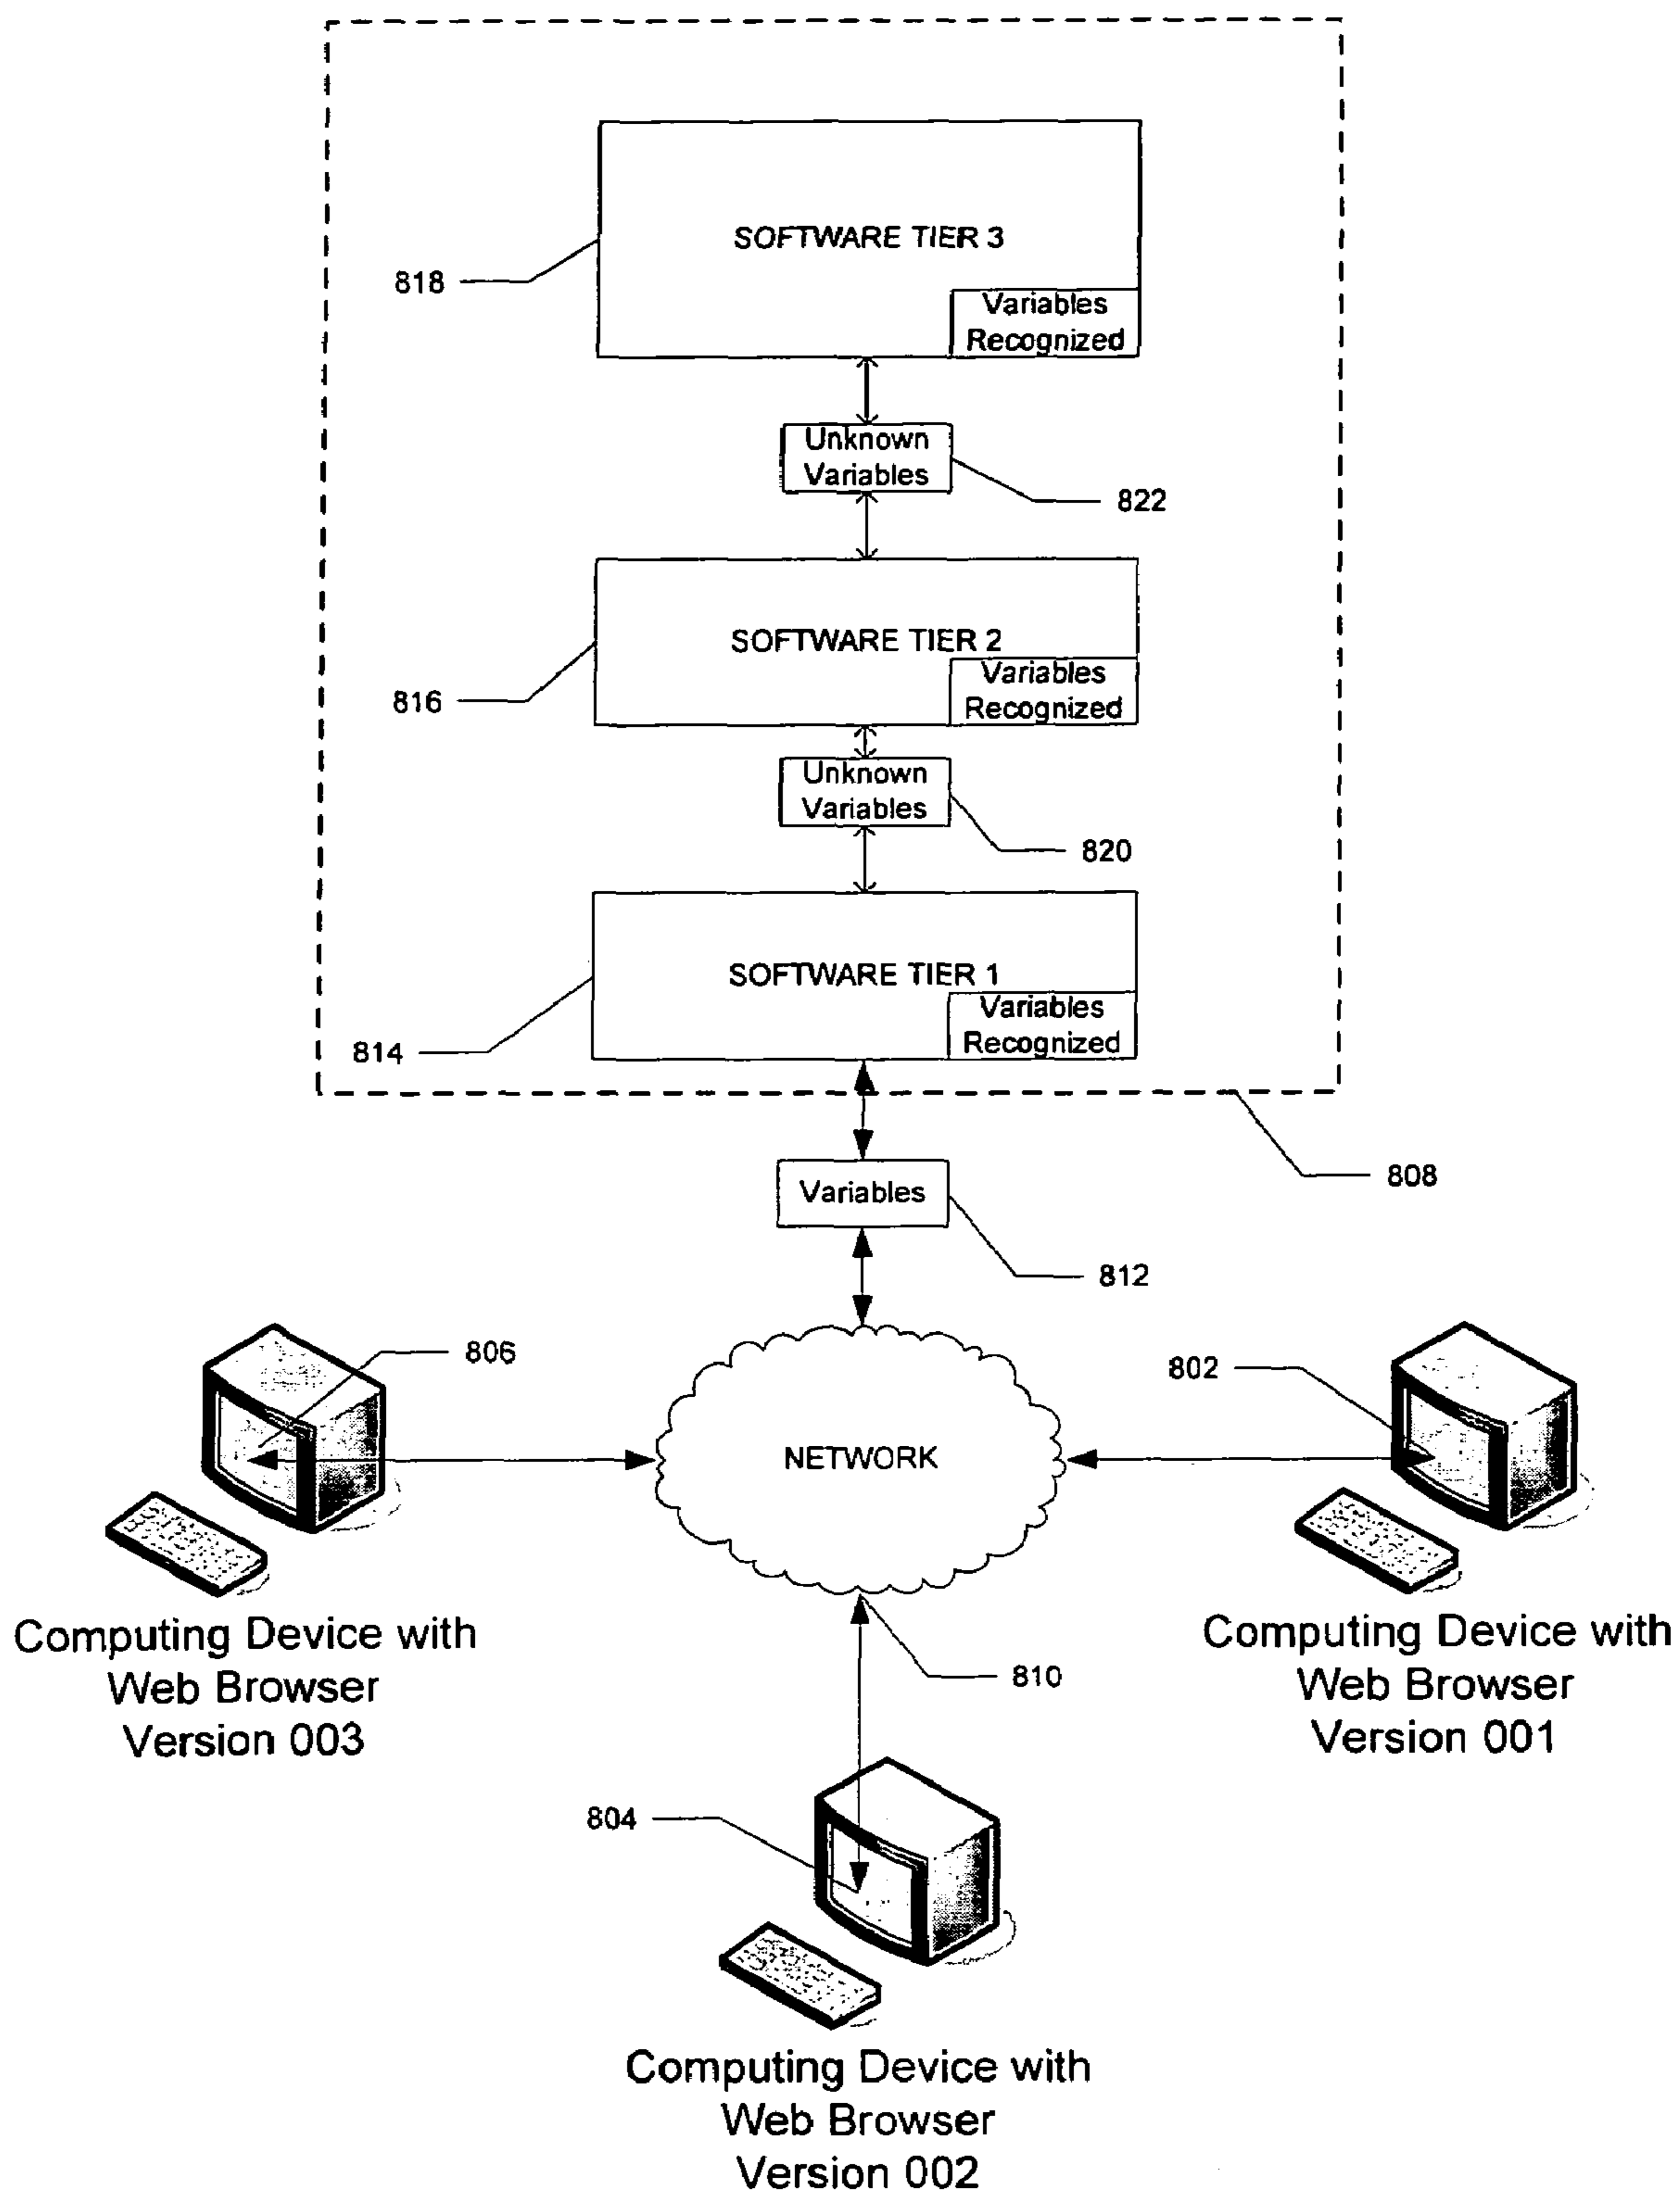 SOFTWARE TIER 3
818
Variables
Recognized
Unknown
Variables
822
SOFTWARE TIER 2
Variables
Recognized
816
Unknown
Variables
820
SOFTWARE TIER 1
Variables
Recognized
814
808
Variables
812
806
802
NETWORK
Computing Device with
Web Browser
Version 003
810
Computing Device with
Web Browser
Version 001
804
Computing Device with
Web Browser
Version 002